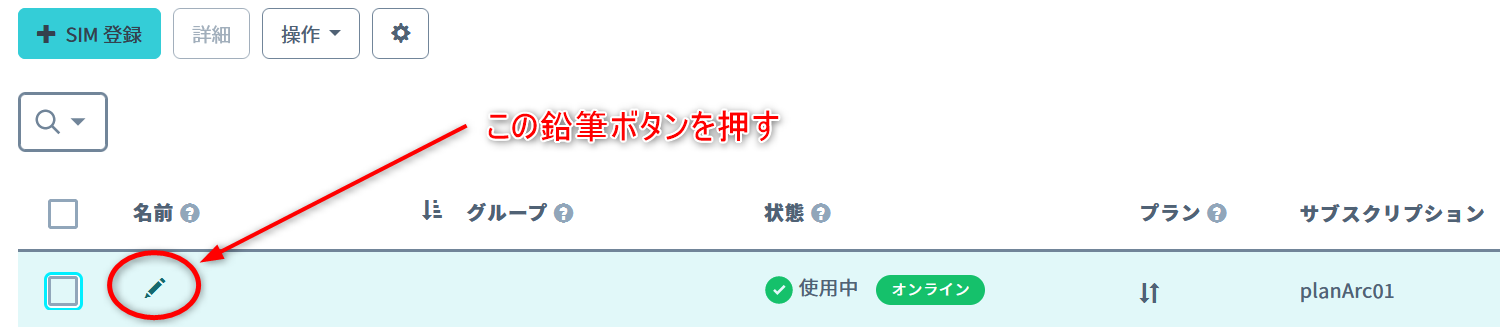 SIM 登録 詳細 操作
この鉛筆ボタンを押す
名前 グループ 状態 プラン サブスクリプション
使用中 オンライン planArc01